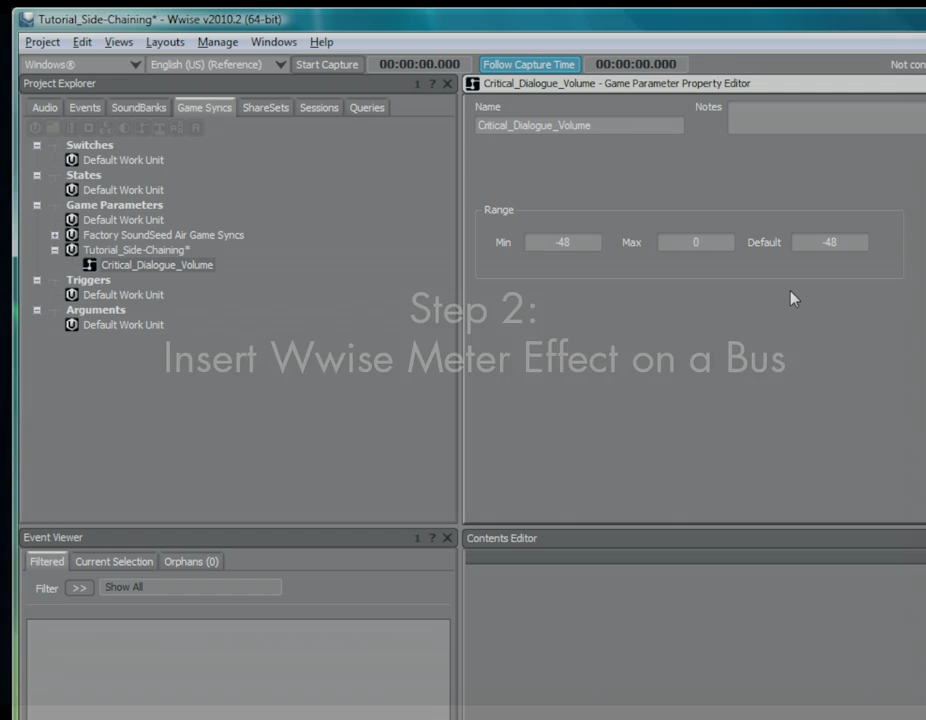 Tutorial_Side-Chaining* - Wwise v2010.2 (64-bit)
Project Edit Views Layouts Manage Windows Help
Windows® English (US) (Reference) Start Capture 00:00:00.000 Follow Capture Time 00:00:00.000 Not con
Project Explorer 1 ? X
Critical_Dialogue_Volume - Game Parameter Property Editor
Audio Events SoundBanks Game Syncs ShareSets Sessions Queries
Name Notes
Critical_Dialogue_Volume
Switches
Default Work Unit
States
Default Work Unit
Game Parameters
Default Work Unit
Factory SoundSeed Air Game Syncs
Tutorial_Side-Chaining*
Critical_Dialogue_Volume
Triggers
Default Work Unit
Arguments
Default Work Unit
Range
Min -48 Max 0 Default -48
Step 2:
Insert Wwise Meter Effect on a Bus
Event Viewer 1 ? X
Contents Editor
Filtered Current Selection Orphans (0)
Filter >> Show All